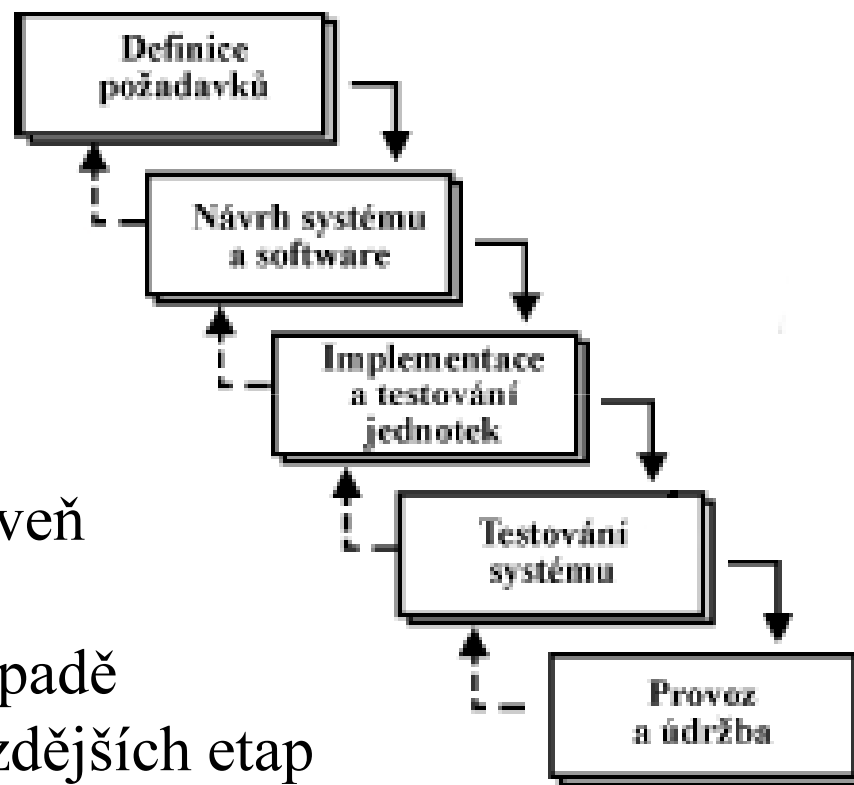 Definice
požadavků
Návrh systému
a software
Implementace
a testování
jednotek
veň
Testování
systému
padě
Provoz
a údržba
zdějších etap